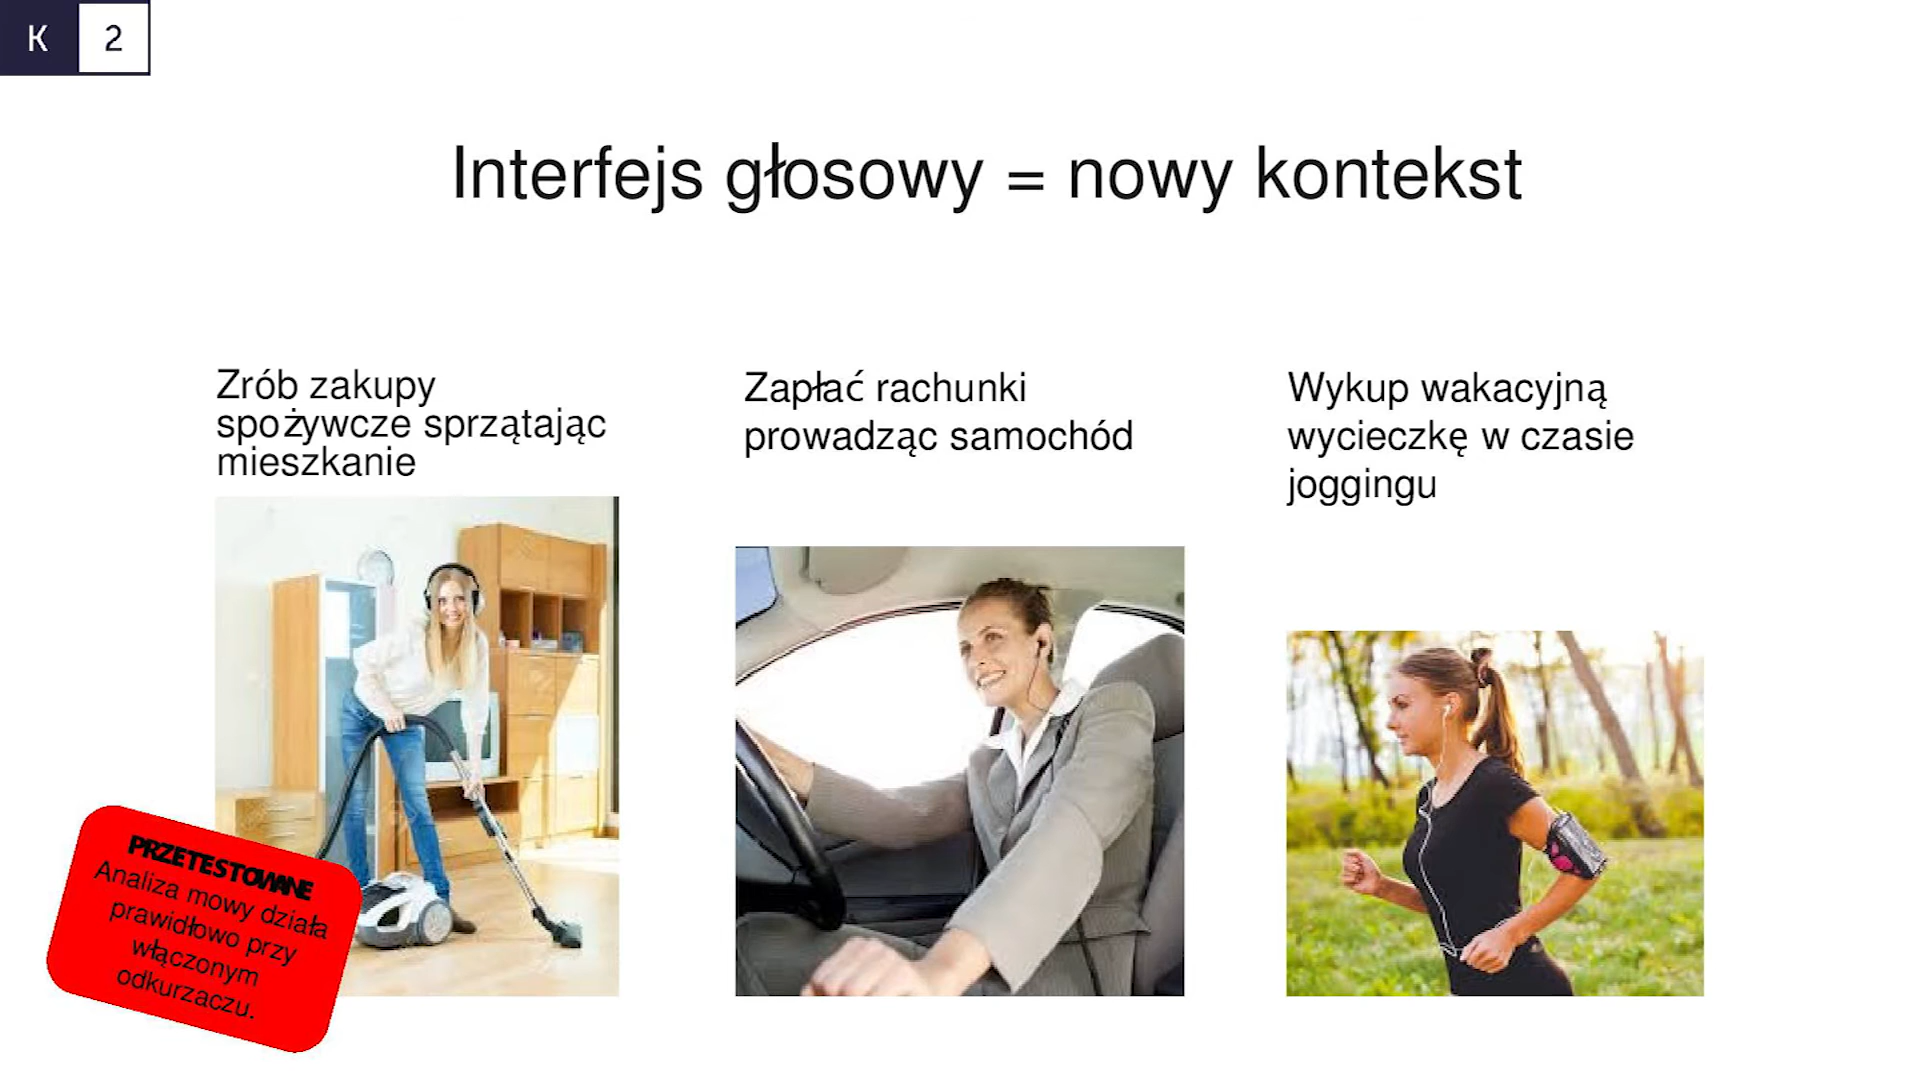 K 2
Interfejs głosowy = nowy kontekst
Zrób zakupy
spożywcze sprzątając
mieszkanie
Zapłać rachunki
prowadząc samochód
Wykup wakacyjną
wycieczkę w czasie
joggingu
PRZETESTOWANE
Analiza mowy działa
prawidłowo przy
włączonym
odkurzaczu.